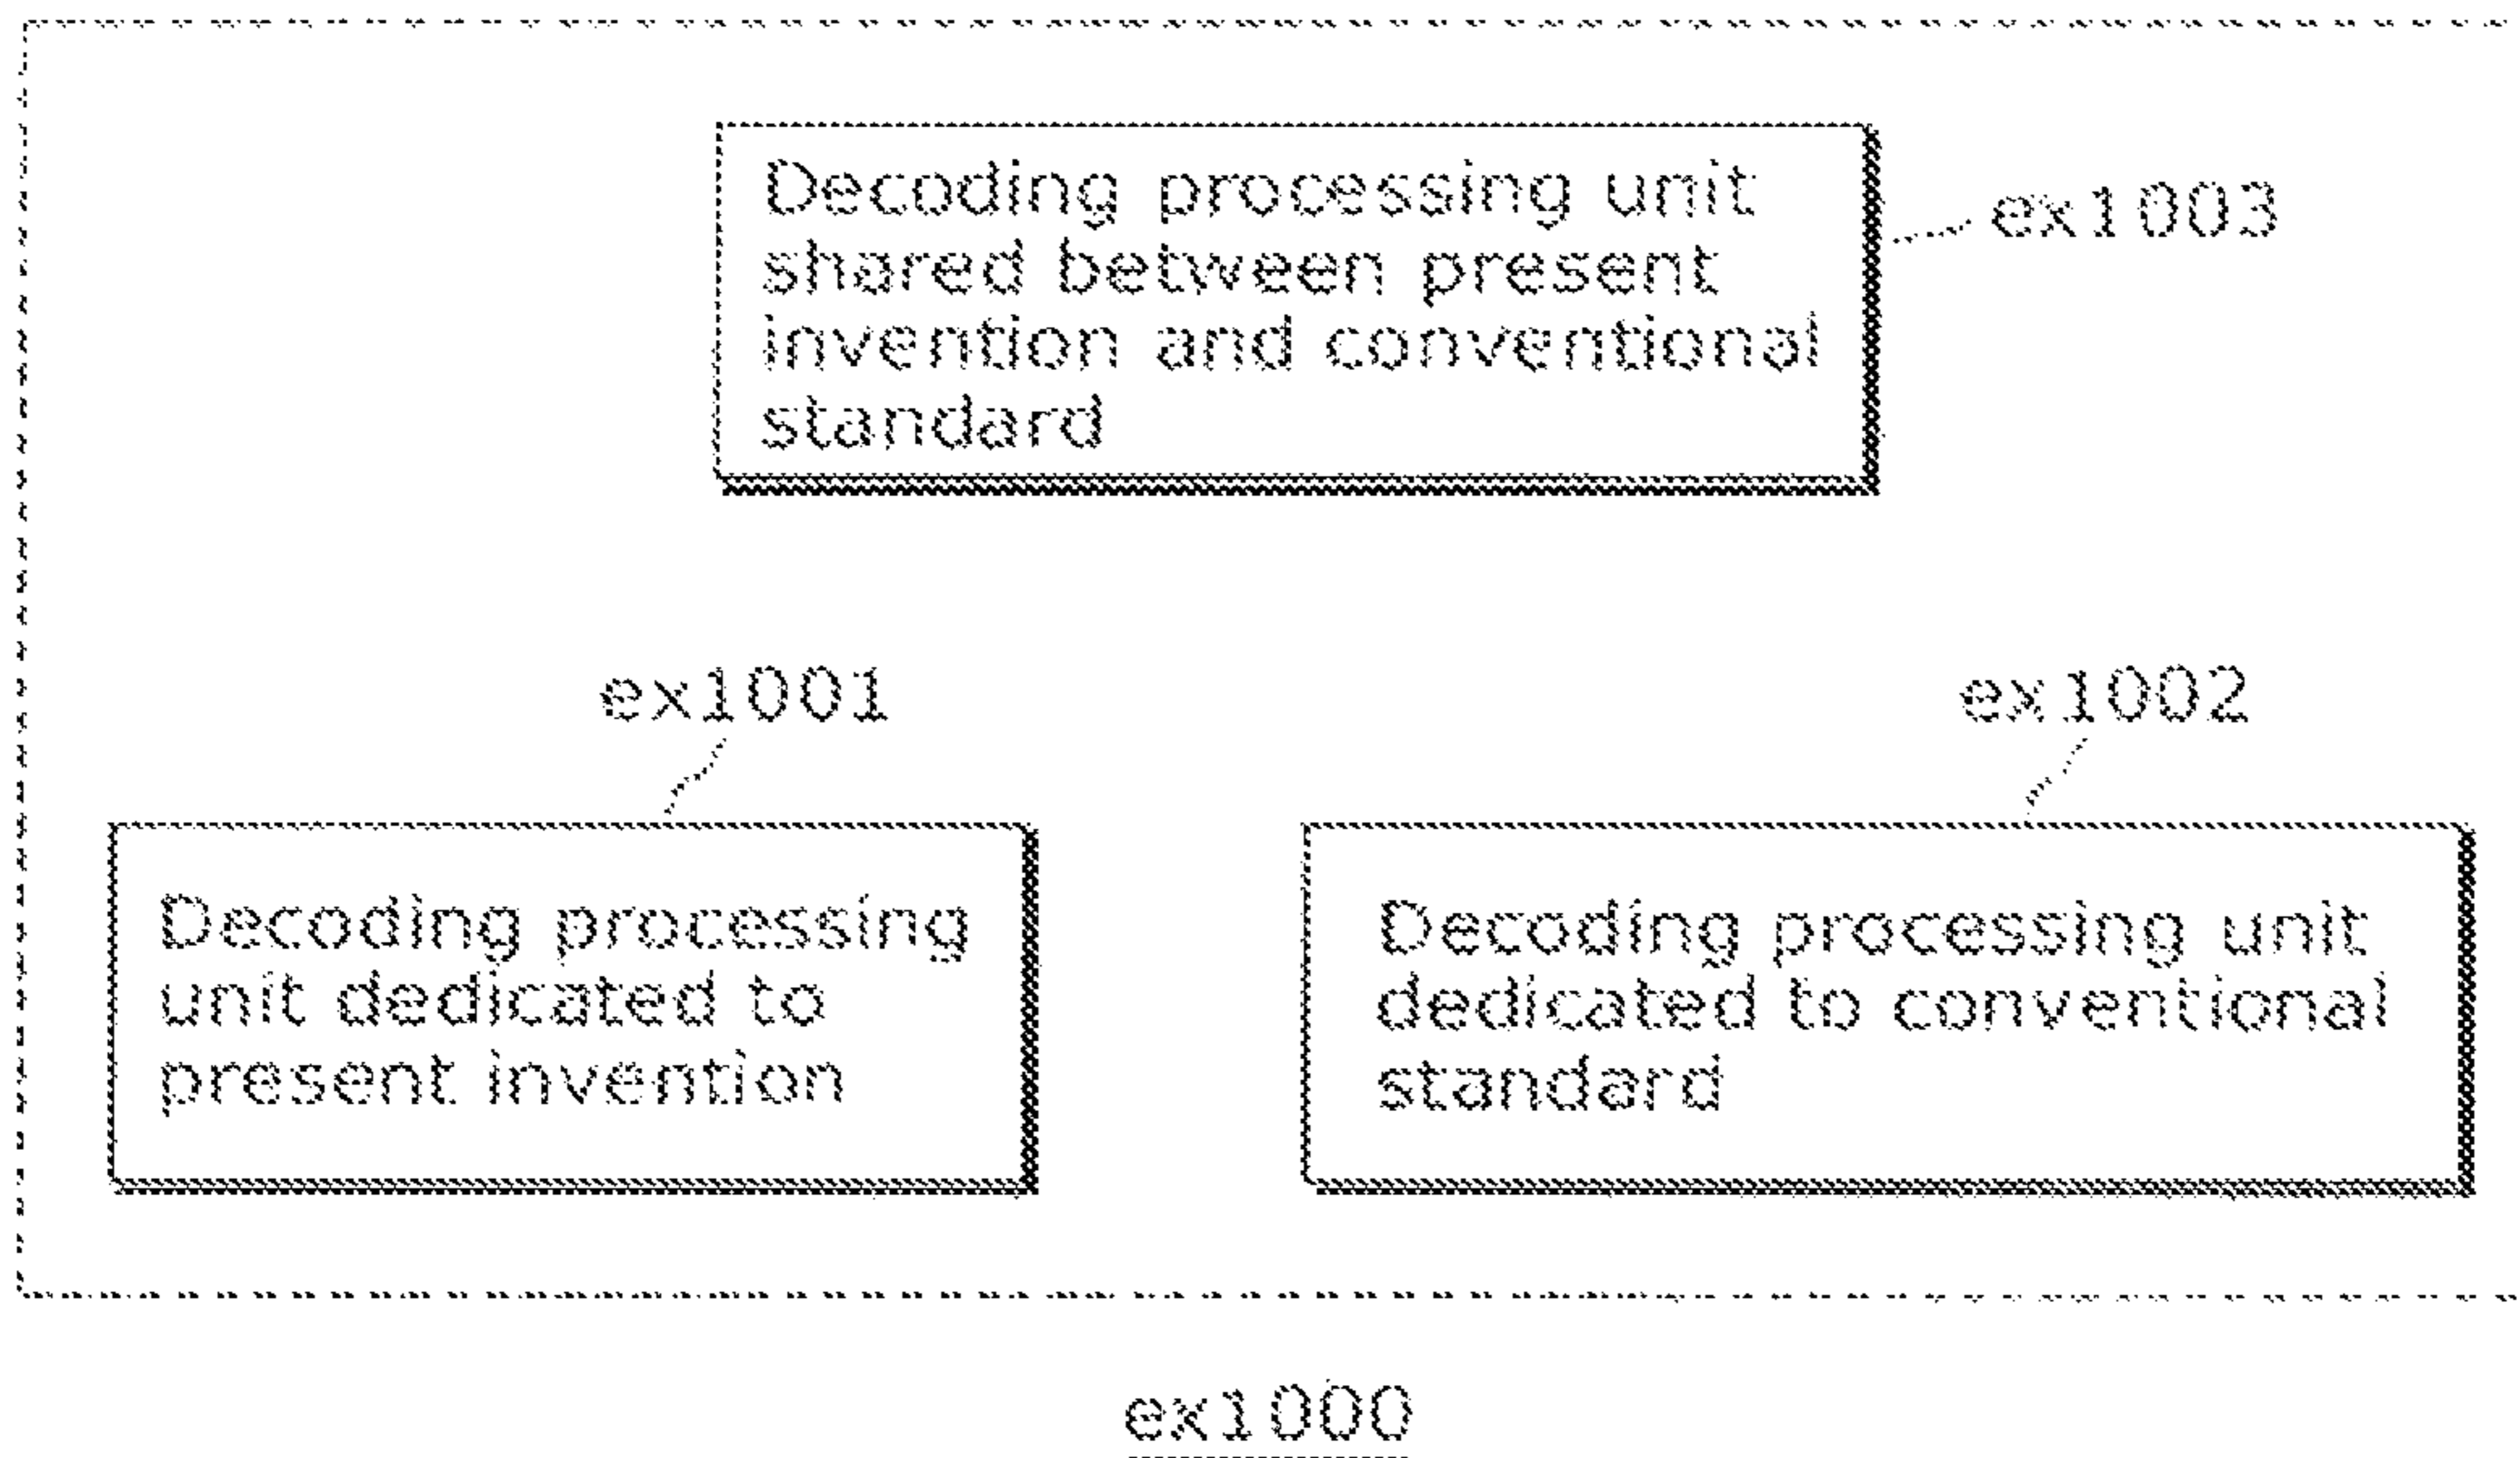 Decoding processing unit
shared between present
invention and conventional
standard
ex1003
ex1001
ex1002
Decoding processing
unit dedicated to
present invention
Decoding processing unit
dedicated to conventional
standard
ex1000